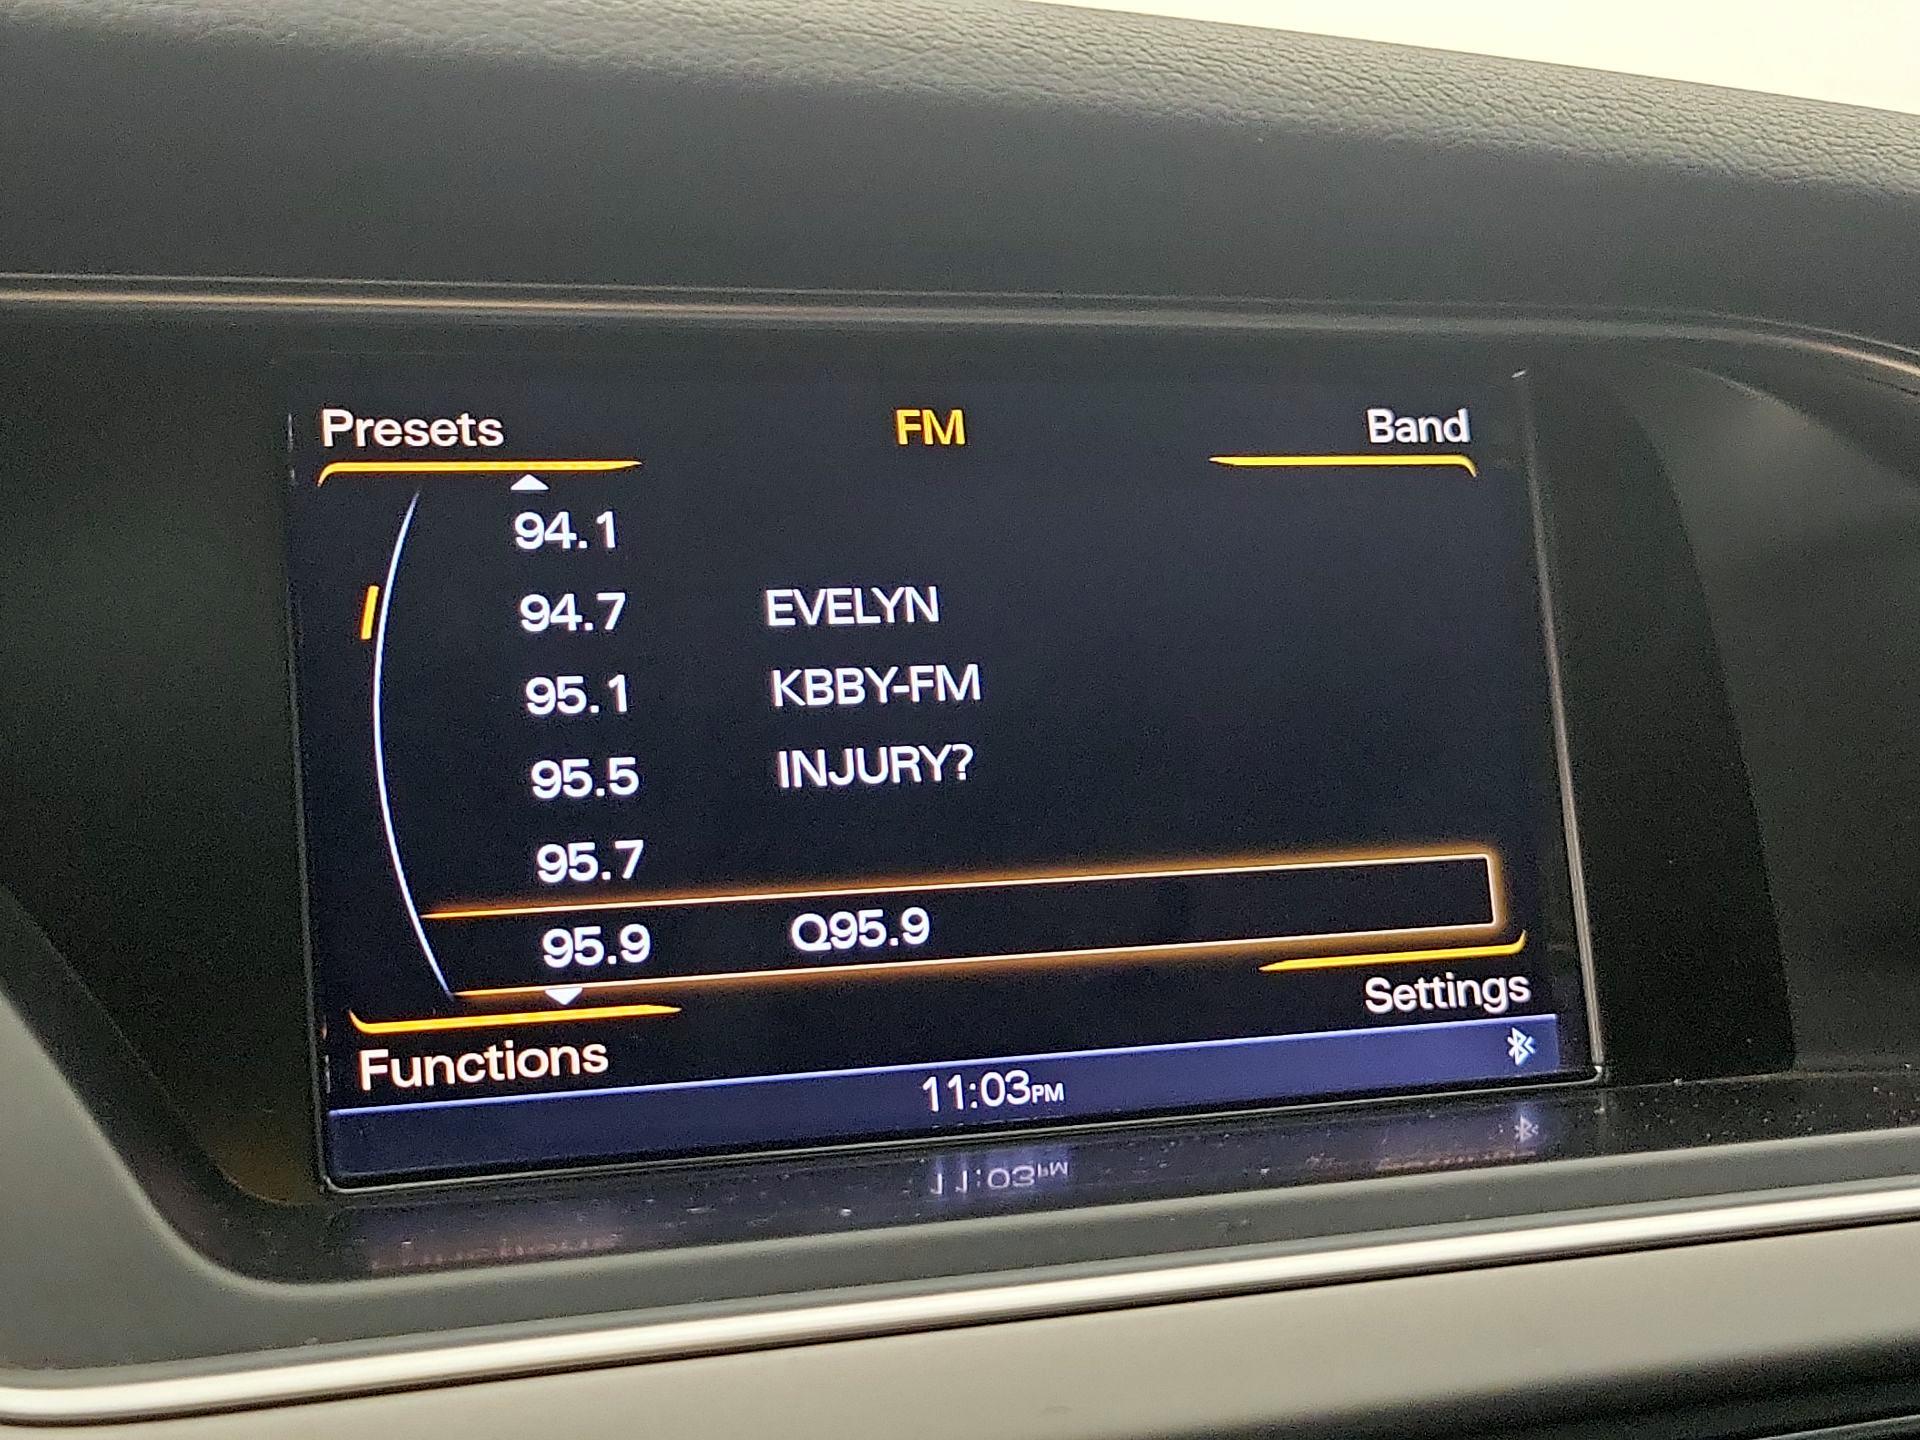 Presets FM Band
94.1
94.7 EVELYN
95.1 KBBY-FM
95.5 INJURY?
95.7
95.9 Q95.9
Settings
Functions
11:03PM